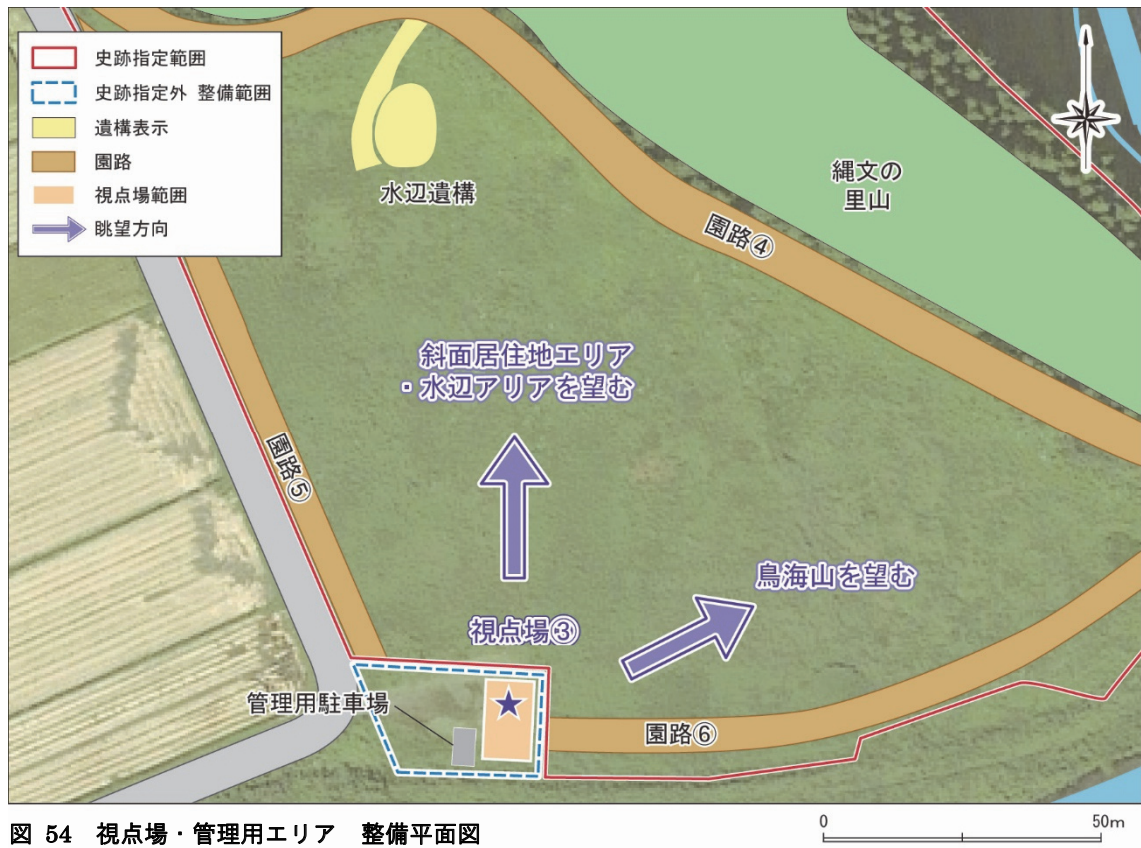 史跡指定範囲
史跡指定外 整備範囲
遺構表示
園路
視点場範囲
眺望方向
水辺遺構
縄文の
里山
園路④
斜面居住地エリア
・水辺アリアを望む
園路⑤
鳥海山を望む
視点場③
管理用駐車場
園路⑥
図 54 視点場・管理用エリア 整備平面図
0
50m